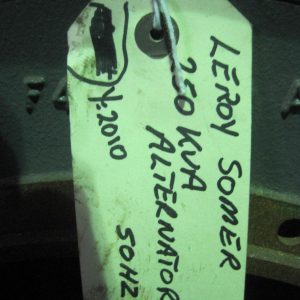 LEROY SOMER
250 KVA
ALTERNATOR
50HZ
Y:2010